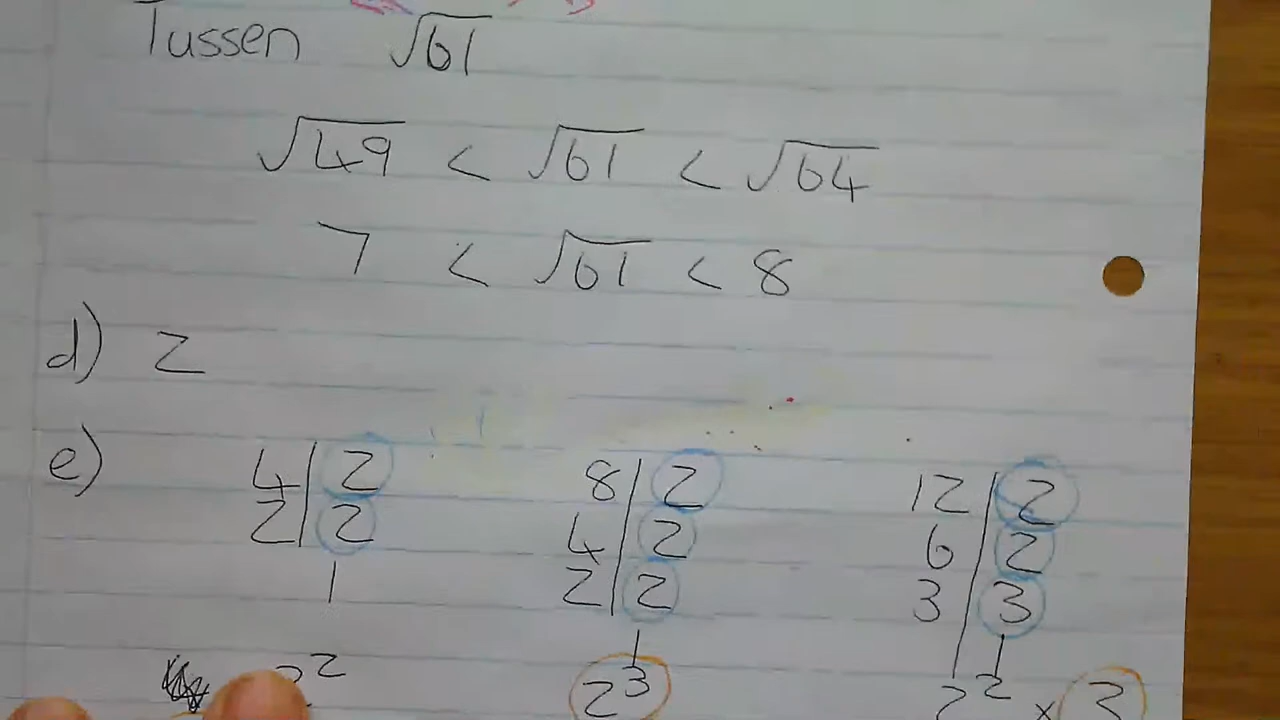 Tussen √61
√49 < √61 < √64
7 < √61 < 8
d) 2
e) 4 | 2 8 | 2 12 | 2
2 | 2 4 | 2 6 | 2
1 2 | 2 3 | 3
1 1
2² 2³ 2² × 3